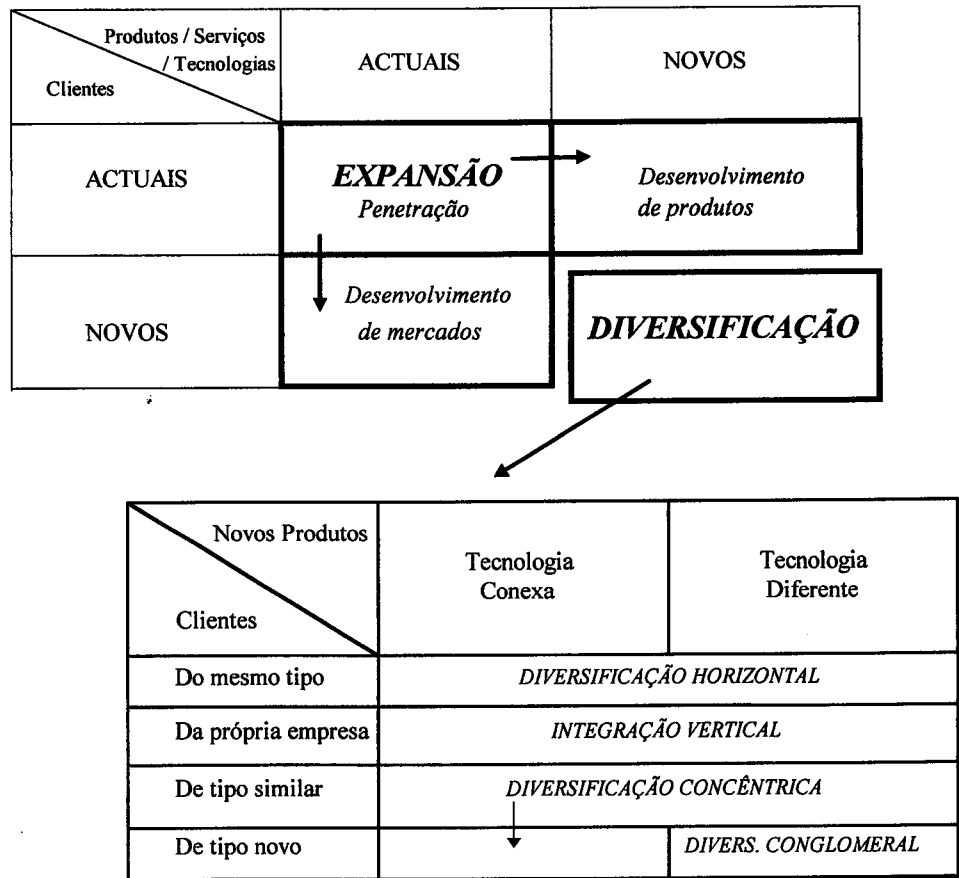 Produtos / Serviços
/ Tecnologias
Clientes
ACTUAIS
NOVOS
ACTUAIS
EXPANSÃO
Penetração
Desenvolvimento
de produtos
NOVOS
Desenvolvimento
de mercados
DIVERSIFICAÇÃO
Novos Produtos
Clientes
Tecnologia
Conexa
Tecnologia
Diferente
Do mesmo tipo
DIVERSIFICAÇÃO HORIZONTAL
Da própria empresa
INTEGRAÇÃO VERTICAL
De tipo similar
DIVERSIFICAÇÃO CONCÊNTRICA
De tipo novo
DIVERS. CONGLOMERAL